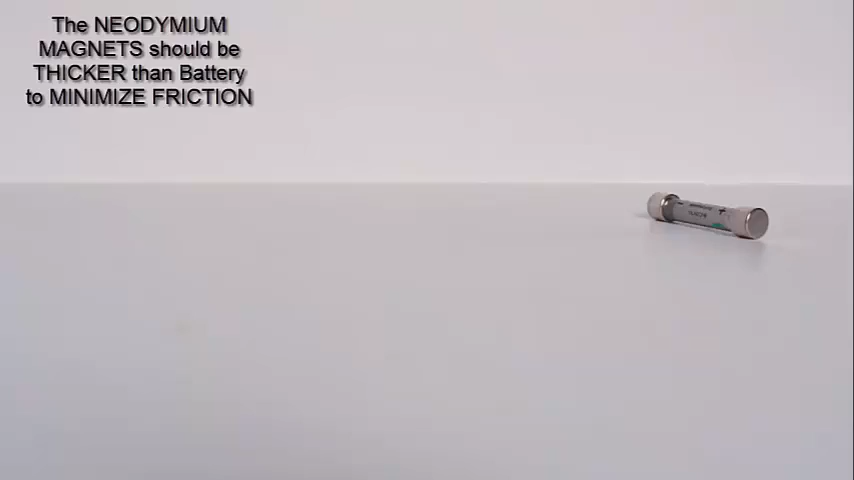 The NEODYMIUM
MAGNETS should be
THICKER than Battery
to MINIMIZE FRICTION